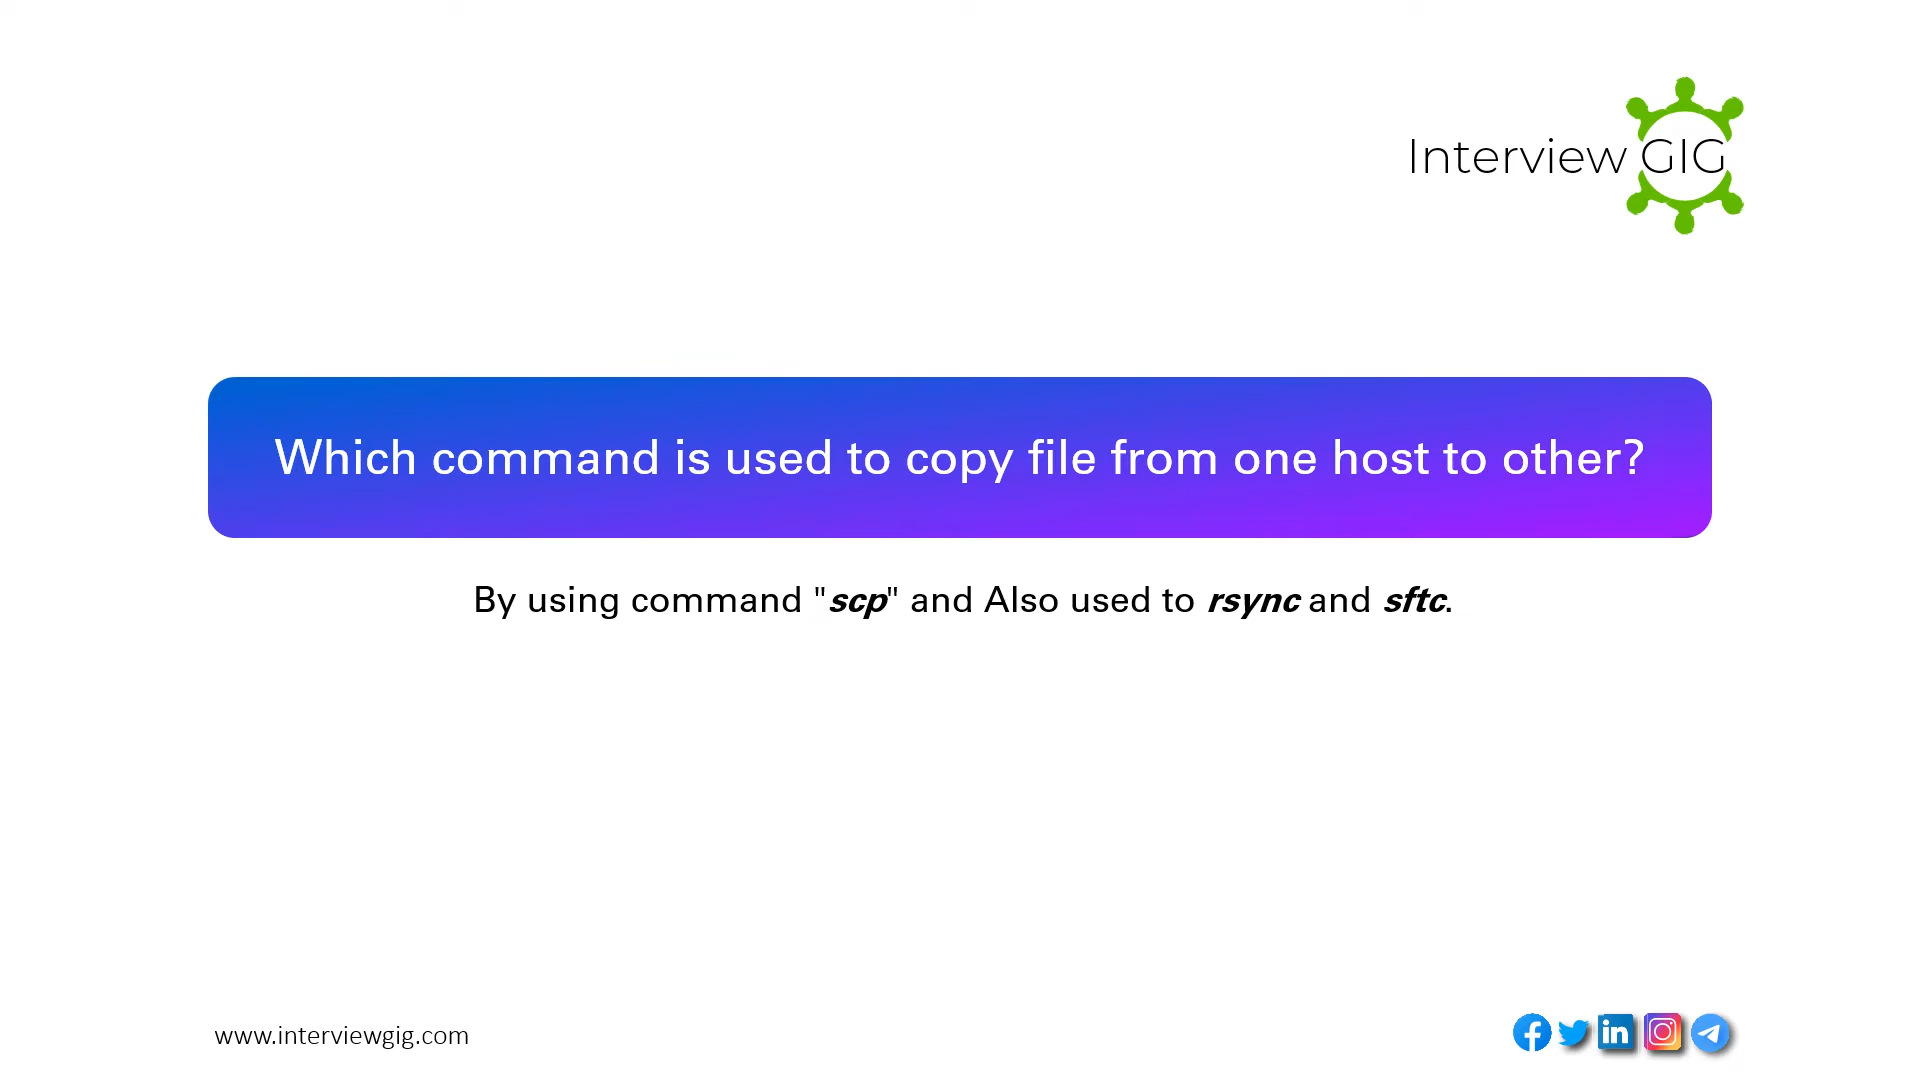 Interview GIG
Which command is used to copy file from one host to other?
By using command "scp" and Also used to rsync and sftc.
www.interviewgig.com